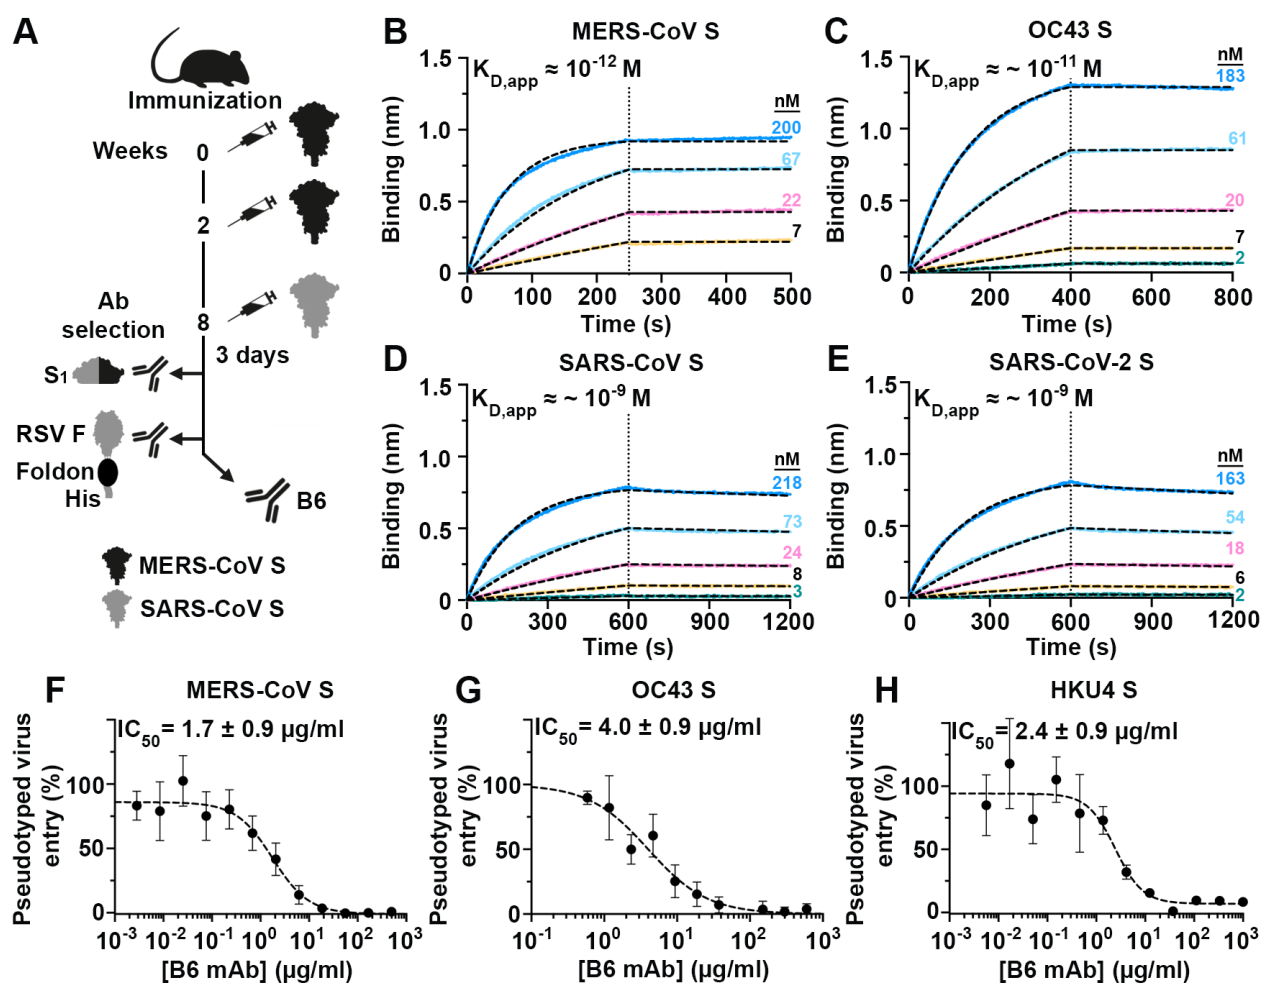 A
Immunization
Weeks
0
2
8
Ab
selection
3 days
S1
RSV F
Foldon
His
B6
MERS-CoV S
SARS-CoV S
B
MERS-CoV S
KD,app ≈ 10-12 M
nM
200
67
22
7
1.5
1.0
0.5
0
Binding (nm)
0 100 200 300 400 500
Time (s)
C
OC43 S
KD,app ≈ ~ 10-11 M
nM
183
61
20
7
2
1.5
1.0
0.5
0
Binding (nm)
0 200 400 600 800
Time (s)
D
SARS-CoV S
KD,app ≈ ~ 10-9 M
nM
218
73
24
8
3
1.5
1.0
0.5
0
Binding (nm)
0 300 600 900 1200
Time (s)
E
SARS-CoV-2 S
KD,app ≈ ~ 10-9 M
nM
163
54
18
6
2
1.5
1.0
0.5
0
Binding (nm)
0 300 600 900 1200
Time (s)
F
MERS-CoV S
IC50= 1.7 ± 0.9 µg/ml
Pseudotyped virus
entry (%)
100
50
0
10-3 10-2 10-1 100 101 102 103
[B6 mAb] (µg/ml)
G
OC43 S
IC50= 4.0 ± 0.9 µg/ml
Pseudotyped virus
entry (%)
100
50
0
10-1 100 101 102 103
[B6 mAb] (µg/ml)
H
HKU4 S
IC50= 2.4 ± 0.9 µg/ml
Pseudotyped virus
entry (%)
100
50
0
10-3 10-2 10-1 100 101 102 103
[B6 mAb] (µg/ml)